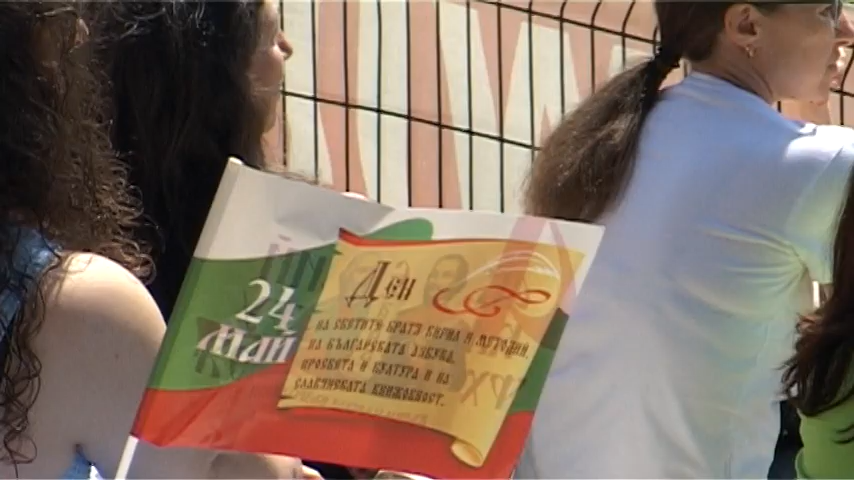 24
май
Ден
на светите братя Кирил и Методий,
на българската азбука,
просвета и култура и на
славянската книжовност.